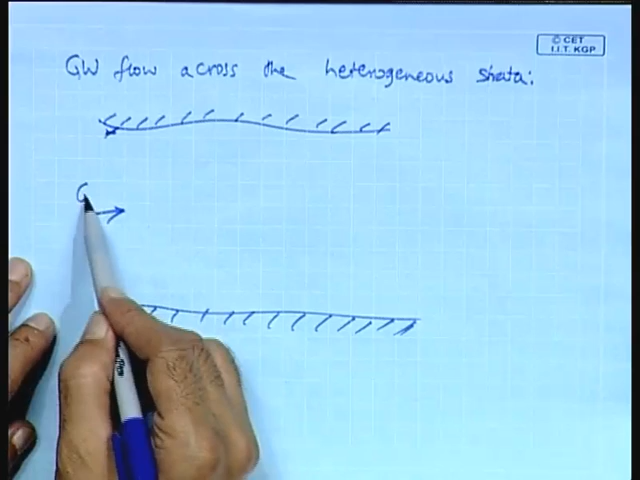 © CET
I.I.T. KGP
GW flow across the heterogeneous strata: